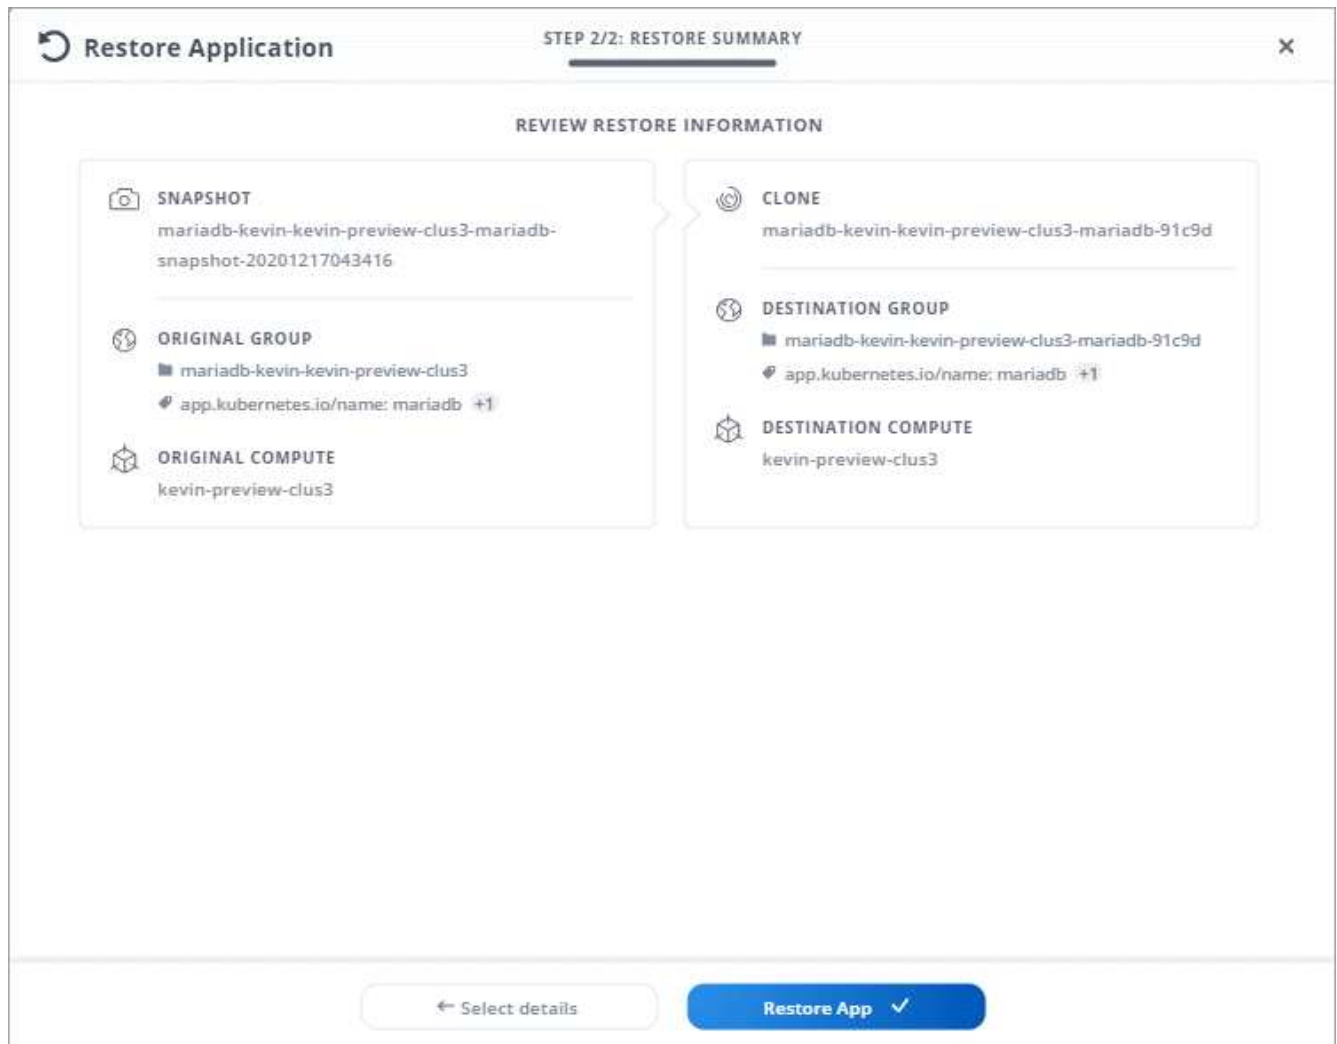 Restore Application
STEP 2/2: RESTORE SUMMARY
REVIEW RESTORE INFORMATION
SNAPSHOT
mariadb-kevin-kevin-preview-clus3-mariadb-
snapshot-20201217043416
ORIGINAL GROUP
mariadb-kevin-kevin-preview-clus3
app.kubernetes.io/name: mariadb +1
ORIGINAL COMPUTE
kevin-preview-clus3
CLONE
mariadb-kevin-kevin-preview-clus3-mariadb-91c9d
DESTINATION GROUP
mariadb-kevin-kevin-preview-clus3-mariadb-91c9d
app.kubernetes.io/name: mariadb +1
DESTINATION COMPUTE
kevin-preview-clus3
← Select details
Restore App ✓